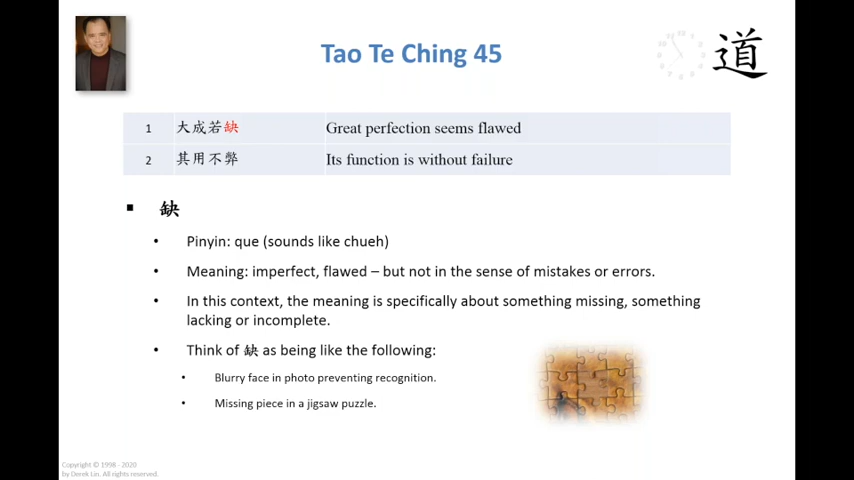 Tao Te Ching 45
道
1 大成若缺 Great perfection seems flawed
2 其用不弊 Its function is without failure
▪ 缺
• Pinyin: que (sounds like chueh)
• Meaning: imperfect, flawed – but not in the sense of mistakes or errors.
• In this context, the meaning is specifically about something missing, something
lacking or incomplete.
• Think of 缺 as being like the following:
• Blurry face in photo preventing recognition.
• Missing piece in a jigsaw puzzle.
Copyright © 1998 - 2020
by Derek Lin. All rights reserved.